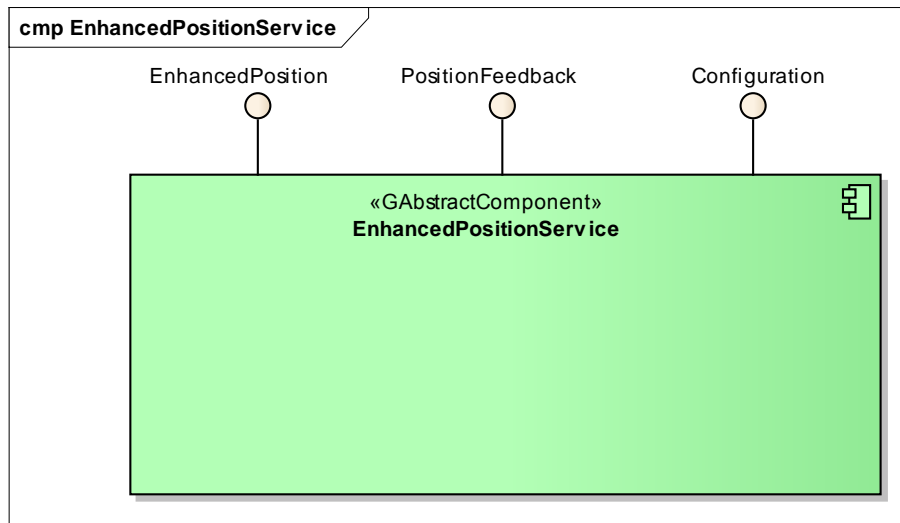 cmp EnhancedPositionService
EnhancedPosition PositionFeedback Configuration
«GAbstractComponent»
EnhancedPositionService